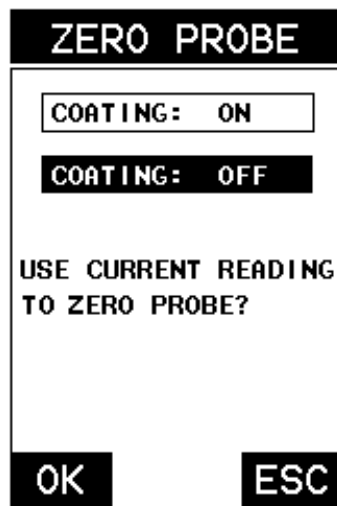 ZERO PROBE
COATING: ON
COATING: OFF
USE CURRENT READING
TO ZERO PROBE?
OK ESC